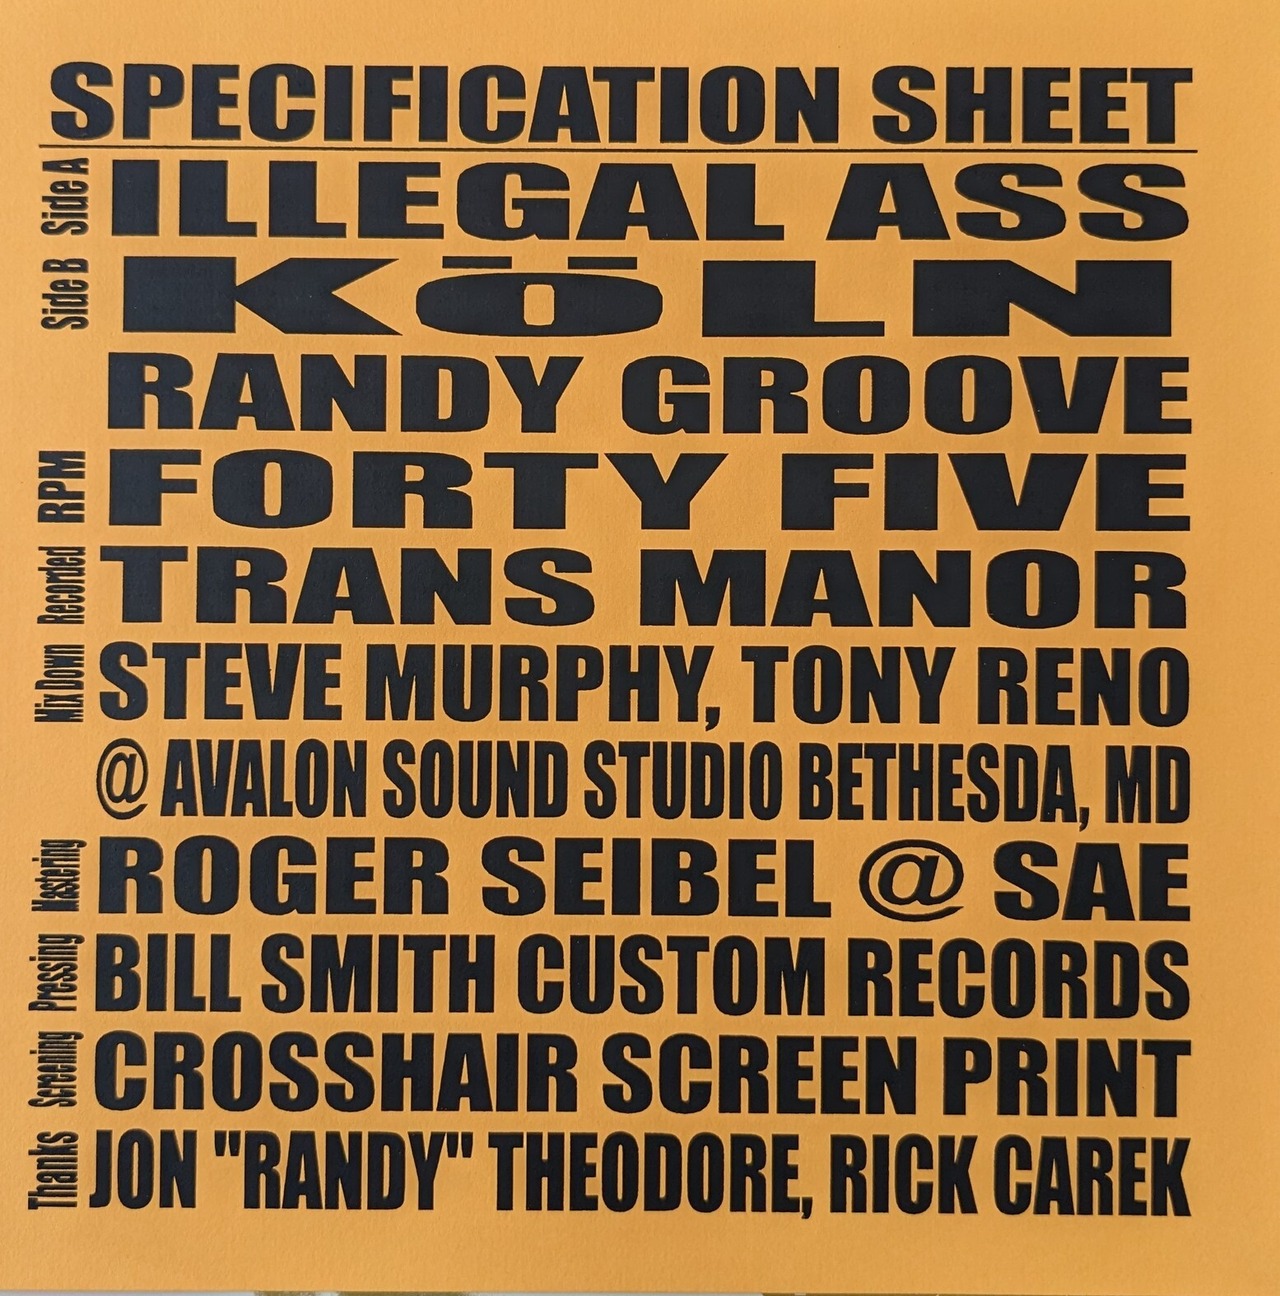 SPECIFICATION SHEET
Side A ILLEGAL ASS
Side B KÖLN
RANDY GROOVE
RPM FORTY FIVE
Recorded TRANS MANOR
Mix Down STEVE MURPHY, TONY RENO
@ AVALON SOUND STUDIO BETHESDA, MD
Mastering ROGER SEIBEL @ SAE
Pressing BILL SMITH CUSTOM RECORDS
Screening CROSSHAIR SCREEN PRINT
Thanks JON "RANDY" THEODORE, RICK CAREK